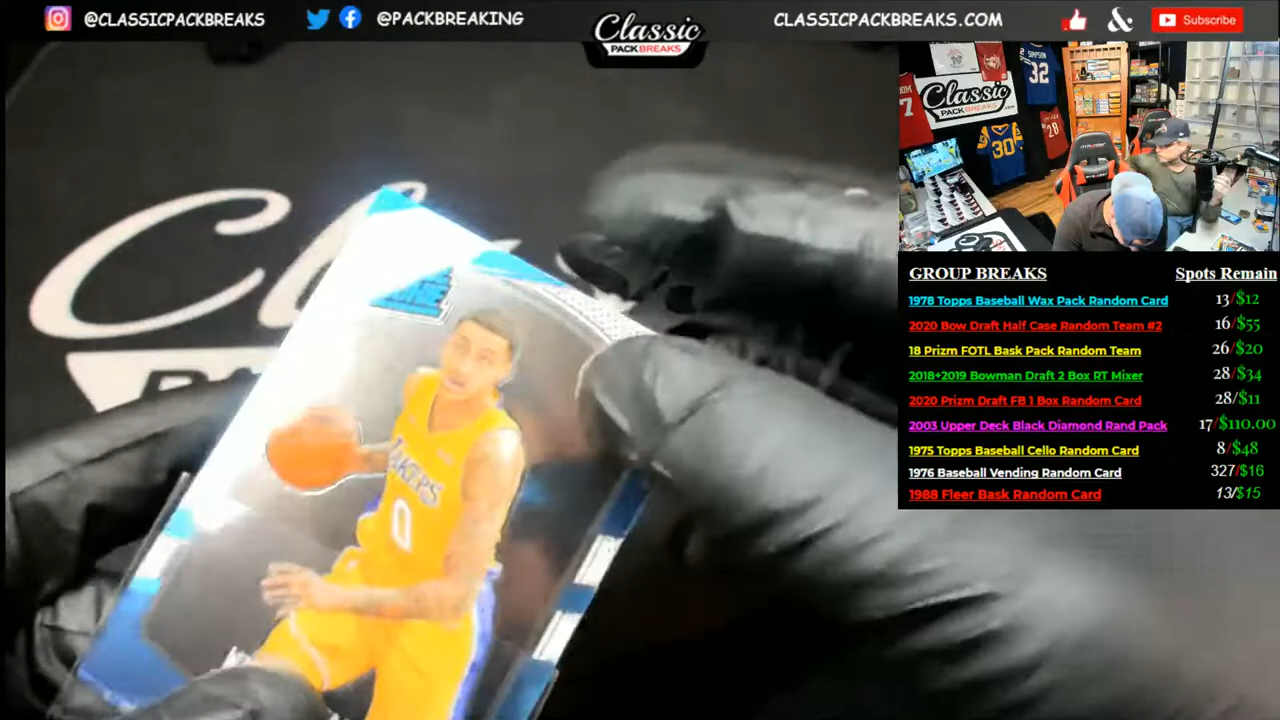 @CLASSICPACKBREAKS
@PACKBREAKING
Classic
PACK BREAKS
CLASSICPACKBREAKS.COM
&
Subscribe
SIMPSON
32
7
Classic
PACK BREAKS
30
28
GROUP BREAKS Spots Remain
1978 Topps Baseball Wax Pack Random Card 13/$12
2020 Bow Draft Half Case Random Team #2 16/$55
18 Prizm FOTL Bask Pack Random Team 26/$20
2018+2019 Bowman Draft 2 Box RT Mixer 28/$34
2020 Prizm Draft FB 1 Box Random Card 28/$11
2003 Upper Deck Black Diamond Rand Pack 17/$110.00
1975 Topps Baseball Cello Random Card 8/$48
1976 Baseball Vending Random Card 327/$16
1988 Fleer Bask Random Card 13/$15
LAKERS
0